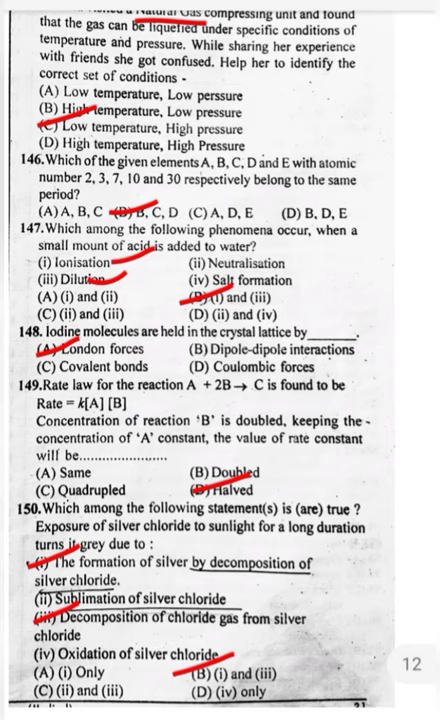 a Natural Gas compressing unit and found
that the gas can be liquefied under specific conditions of
temperature and pressure. While sharing her experience
with friends she got confused. Help her to identify the
correct set of conditions -
(A) Low temperature, Low perssure
(B) High temperature, Low pressure
(C) Low temperature, High pressure
(D) High temperature, High Pressure
146. Which of the given elements A, B, C, D and E with atomic
number 2, 3, 7, 10 and 30 respectively belong to the same
period?
(A) A, B, C (B) B, C, D (C) A, D, E (D) B, D, E
147. Which among the following phenomena occur, when a
small mount of acid is added to water?
(i) Ionisation (ii) Neutralisation
(iii) Dilution (iv) Salt formation
(A) (i) and (ii) (B) (i) and (iii)
(C) (ii) and (iii) (D) (ii) and (iv)
148. Iodine molecules are held in the crystal lattice by______.
(A) London forces (B) Dipole-dipole interactions
(C) Covalent bonds (D) Coulombic forces
149. Rate law for the reaction A + 2B→ C is found to be
Rate = k[A] [B]
Concentration of reaction 'B' is doubled, keeping the -
concentration of 'A' constant, the value of rate constant
will be......................
(A) Same (B) Doubled
(C) Quadrupled (D) Halved
150. Which among the following statement(s) is (are) true ?
Exposure of silver chloride to sunlight for a long duration
turns it grey due to :
(i) The formation of silver by decomposition of
silver chloride.
(ii) Sublimation of silver chloride
(iii) Decomposition of chloride gas from silver
chloride
(iv) Oxidation of silver chloride
(A) (i) Only (B) (i) and (iii)
(C) (ii) and (iii) (D) (iv) only
21
12